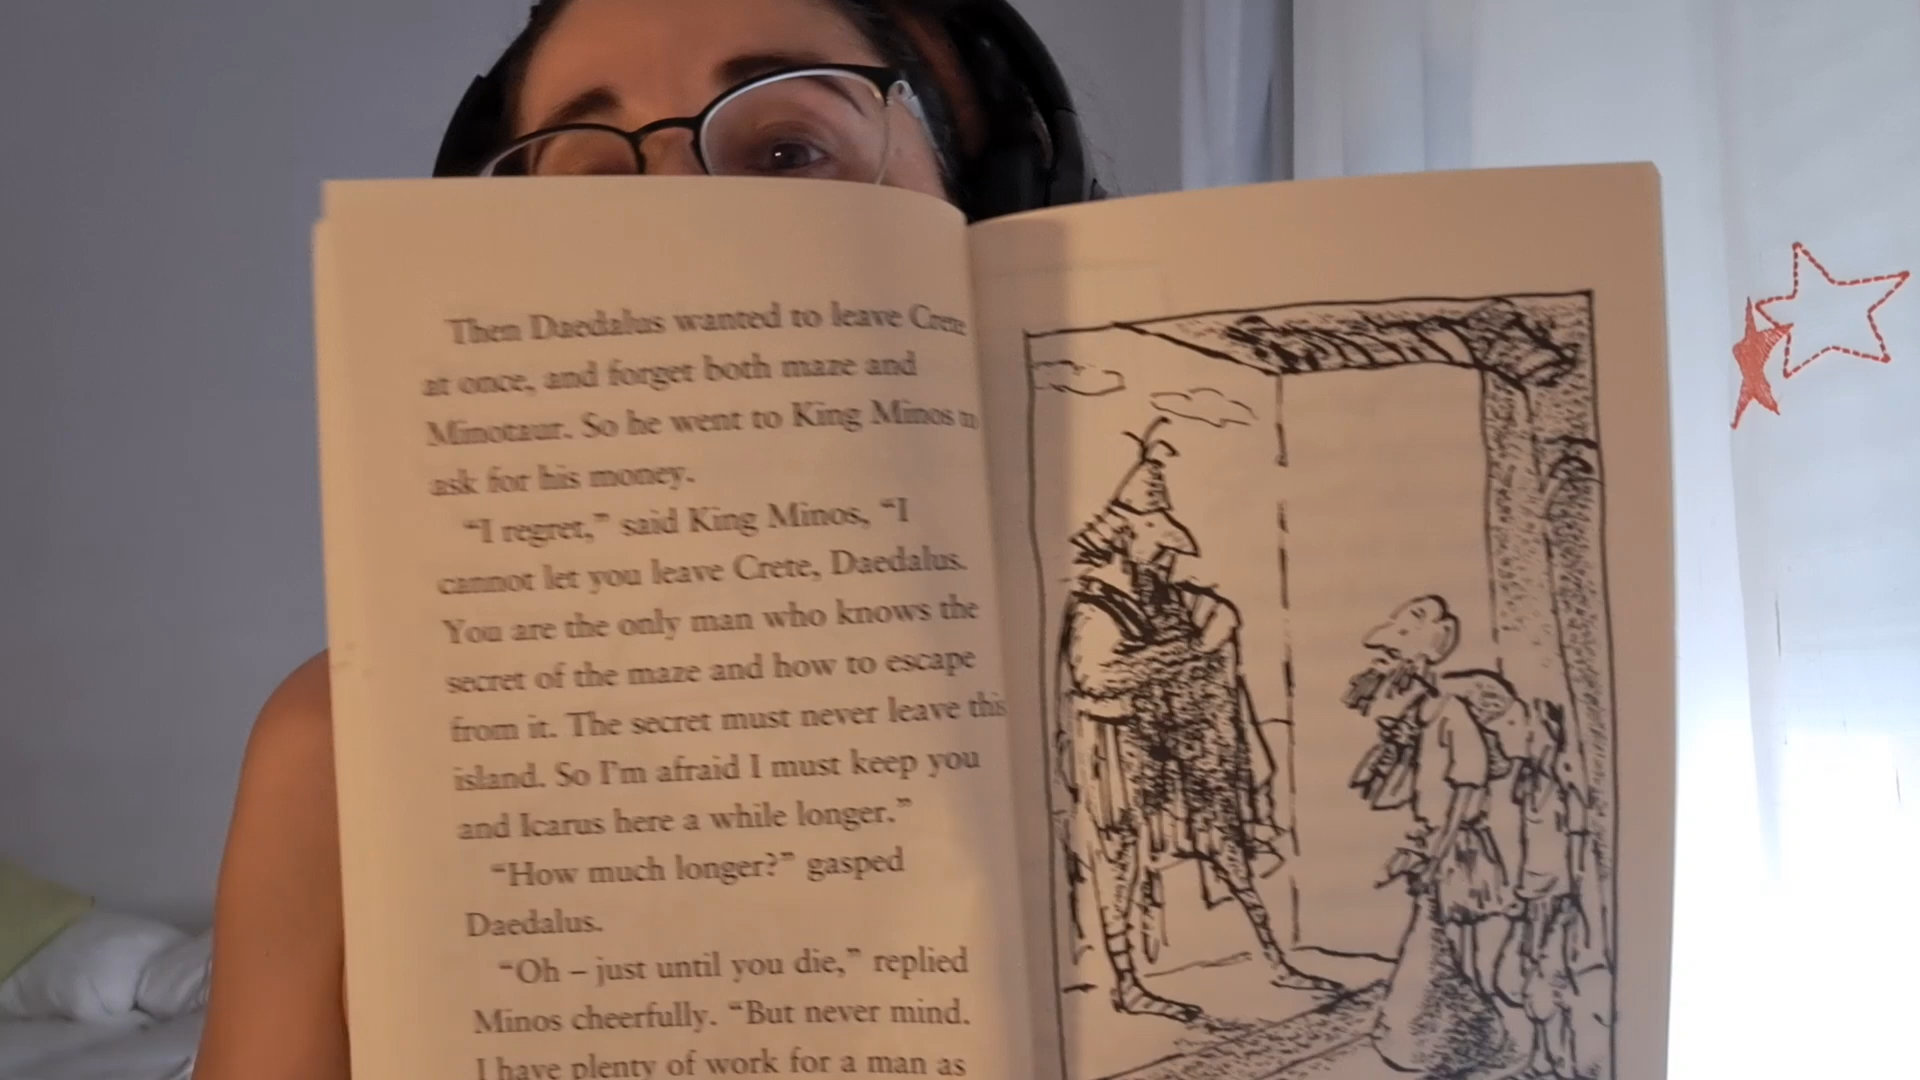 Then Daedalus wanted to leave Crete
at once, and forget both maze and
Minotaur. So he went to King Minos to
ask for his money.
“I regret,” said King Minos, “I
cannot let you leave Crete, Daedalus.
You are the only man who knows the
secret of the maze and how to escape
from it. The secret must never leave this
island. So I’m afraid I must keep you
and Icarus here a while longer.”
“How much longer?” gasped
Daedalus.
“Oh – just until you die,” replied
Minos cheerfully. “But never mind.
I have plenty of work for a man as